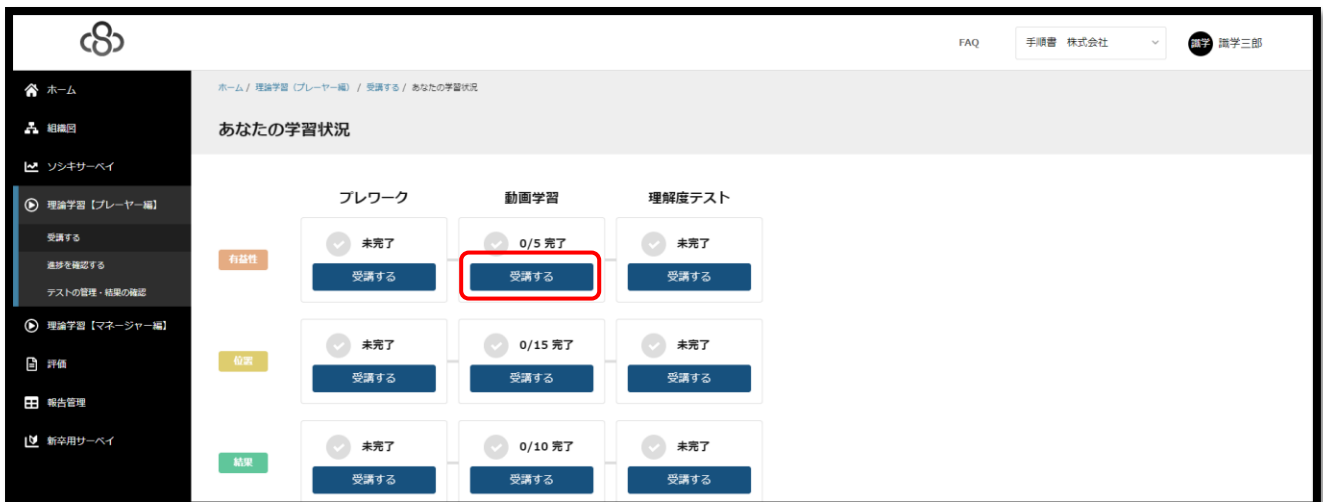 FAQ
手順書 株式会社
識学 識学三郎
ホーム
組織図
ソシキサーベイ
理論学習【プレーヤー編】
受講する
進捗を確認する
テストの管理・結果の確認
理論学習【マネージャー編】
評価
報告管理
新卒用サーベイ
ホーム / 理論学習（プレーヤー編） / 受講する / あなたの学習状況
あなたの学習状況
プレワーク 動画学習 理解度テスト
有益性
未完了 0/5 完了 未完了
受講する 受講する 受講する
位置
未完了 0/15 完了 未完了
受講する 受講する 受講する
結果
未完了 0/10 完了 未完了
受講する 受講する 受講する